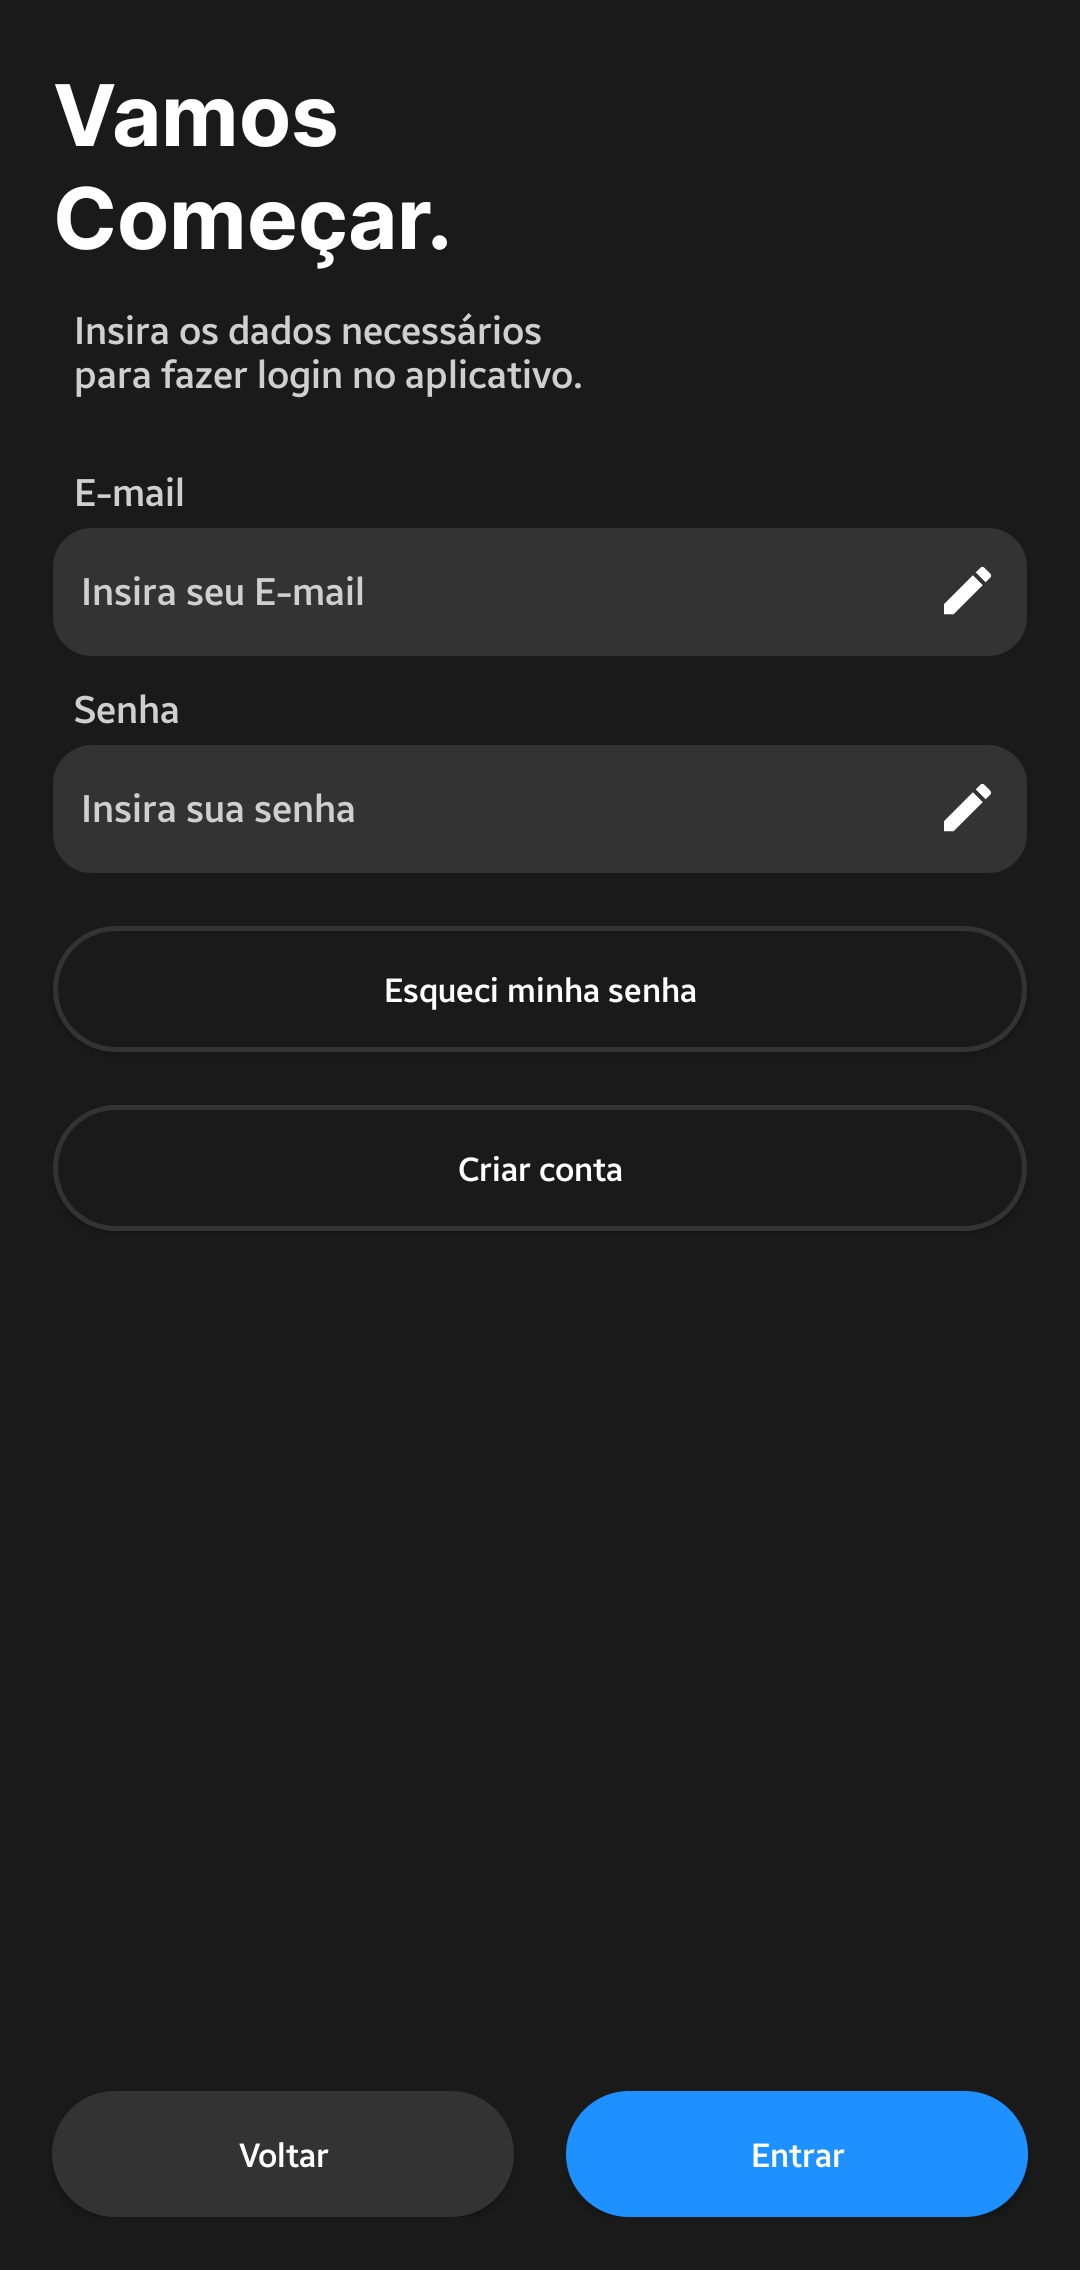 Vamos
Começar.
Insira os dados necessários
para fazer login no aplicativo.
E-mail
Insira seu E-mail
Senha
Insira sua senha
Esqueci minha senha
Criar conta
Voltar
Entrar